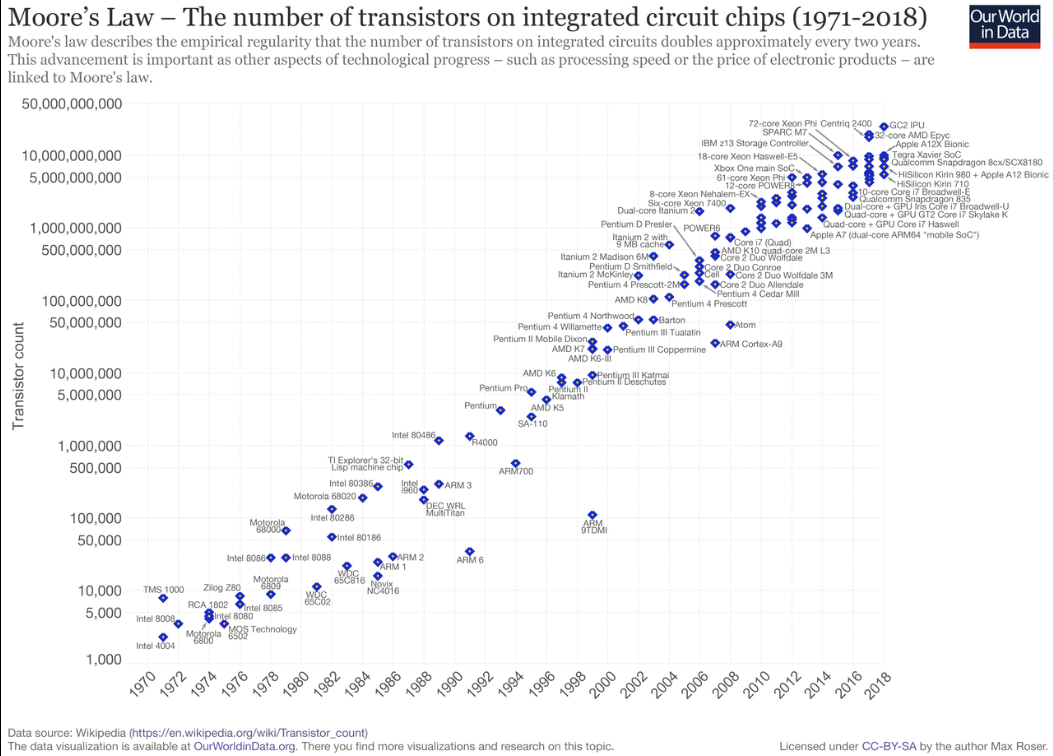 Moore's Law – The number of transistors on integrated circuit chips (1971-2018)
Our World
in Data
Moore's law describes the empirical regularity that the number of transistors on integrated circuits doubles approximately every two years.
This advancement is important as other aspects of technological progress – such as processing speed or the price of electronic products – are
linked to Moore's law.
50,000,000,000
10,000,000,000
5,000,000,000
1,000,000,000
500,000,000
100,000,000
50,000,000
10,000,000
5,000,000
1,000,000
500,000
100,000
50,000
10,000
5,000
1,000
Transistor count
72-core Xeon Phi
Centriq 2400
GC2 IPU
SPARC M7
32-core AMD Epyc
IBM z13 Storage Controller
Apple A12X Bionic
18-core Xeon Haswell-E5
Tegra Xavier SoC
Qualcomm Snapdragon 8cx/SCX8180
Xbox One main SoC
61-core Xeon Phi
HiSilicon Kirin 980 + Apple A12 Bionic
12-core POWER8
HiSilicon Kirin 710
8-core Xeon Nehalem-EX
10-core Core i7 Broadwell-E
Six-core Xeon 7400
Qualcomm Snapdragon 835
Dual-core Itanium 2
Dual-core + GPU Iris Core i7 Broadwell-U
Quad-core + GPU GT2 Core i7 Skylake K
Pentium D Presler
POWER6
Quad-core + GPU Core i7 Haswell
Apple A7 (dual-core ARM64 "mobile SoC")
Itanium 2 with
9 MB cache
Core i7 (Quad)
AMD K10 quad-core 2M L3
Itanium 2 Madison 6M
Core 2 Duo Wolfdale
Pentium D Smithfield
Core 2 Duo Conroe
Itanium 2 McKinley
Cell
Core 2 Duo Wolfdale 3M
Pentium 4 Prescott-2M
Core 2 Duo Allendale
Pentium 4 Cedar Mill
AMD K8
Pentium 4 Prescott
Pentium 4 Northwood
Barton
Atom
Pentium 4 Willamette
Pentium III Tualatin
Pentium II Mobile Dixon
ARM Cortex-A9
AMD K7
Pentium III Coppermine
AMD K6-III
AMD K6
Pentium III Katmai
Pentium II Deschutes
Pentium Pro
Pentium II
Klamath
Pentium
AMD K5
SA-110
Intel 80486
R4000
TI Explorer's 32-bit
Lisp machine chip
ARM700
Intel 80386
Intel
i960
ARM 3
Motorola 68020
DEC WRL
MultiTitan
Intel 80286
ARM
9TDMI
Motorola
68000
Intel 80186
Intel 8086
Intel 8088
ARM 2
ARM 6
ARM 1
WDC
65C816
Novix
NC4016
Motorola
6809
WDC
65C02
TMS 1000
Zilog Z80
RCA 1802
Intel 8085
Intel 8008
Intel 8080
Motorola
6800
MOS Technology
6502
Intel 4004
1970 1972 1974 1976 1978 1980 1982 1984 1986 1988 1990 1992 1994 1996 1998 2000 2002 2004 2006 2008 2010 2012 2014 2016 2018
Data source: Wikipedia (https://en.wikipedia.org/wiki/Transistor_count)
The data visualization is available at OurWorldinData.org. There you find more visualizations and research on this topic.
Licensed under CC-BY-SA by the author Max Roser.